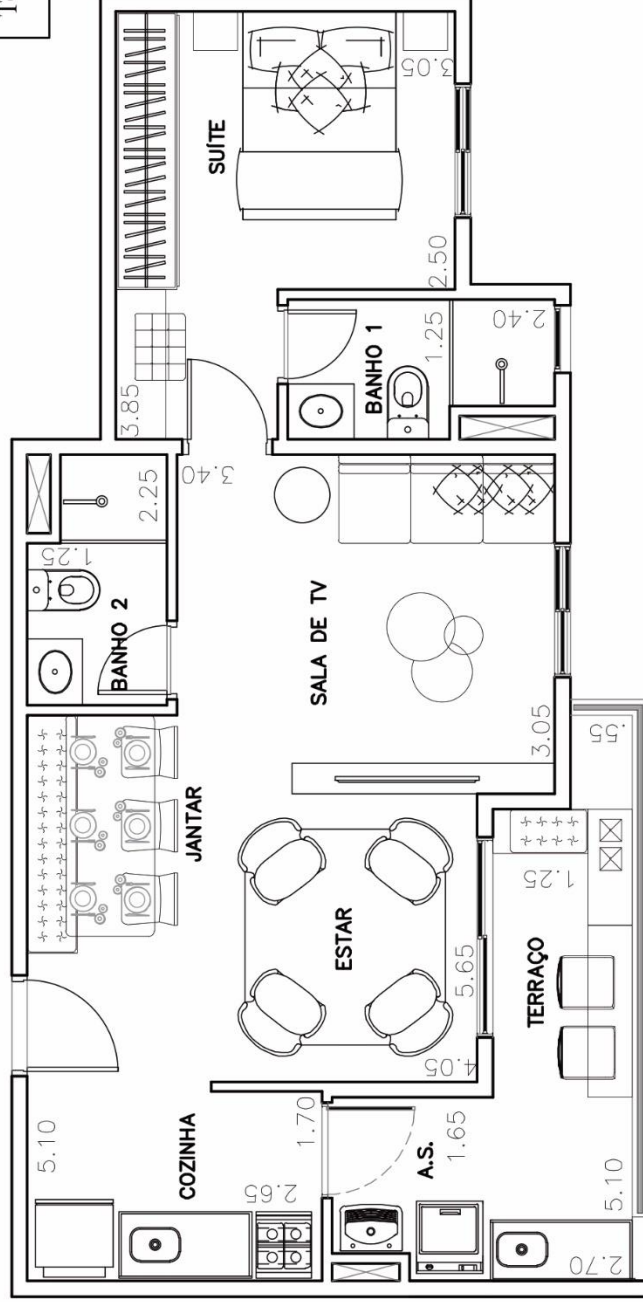 SUÍTE
3.05
2.50
3.85
BANHO 1
1.25
2.40
3.40
2.25
1.25
BANHO 2
SALA DE TV
3.05
JANTAR
ESTAR
5.65
4.05
.55
1.25
TERRAÇO
5.10
COZINHA
1.70
2.65
A.S.
1.65
5.10
2.70